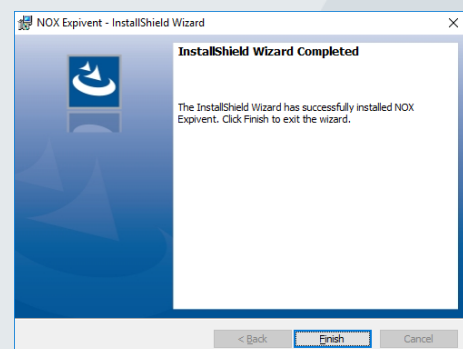 NOX Expivent - InstallShield Wizard
InstallShield Wizard Completed
The InstallShield Wizard has successfully installed NOX
Expivent. Click Finish to exit the wizard.
< Back
Finish
Cancel